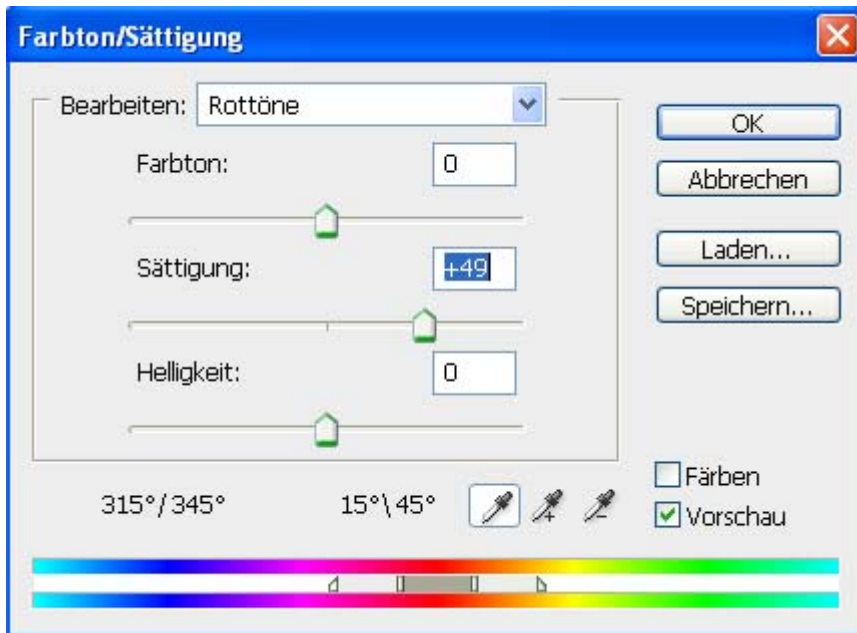 Farbton/Sättigung
Bearbeiten: Rottöne
Farbton: 0
Sättigung: +49
Helligkeit: 0
OK
Abbrechen
Laden...
Speichern...
Färben
Vorschau
315°/345° 15°\45°